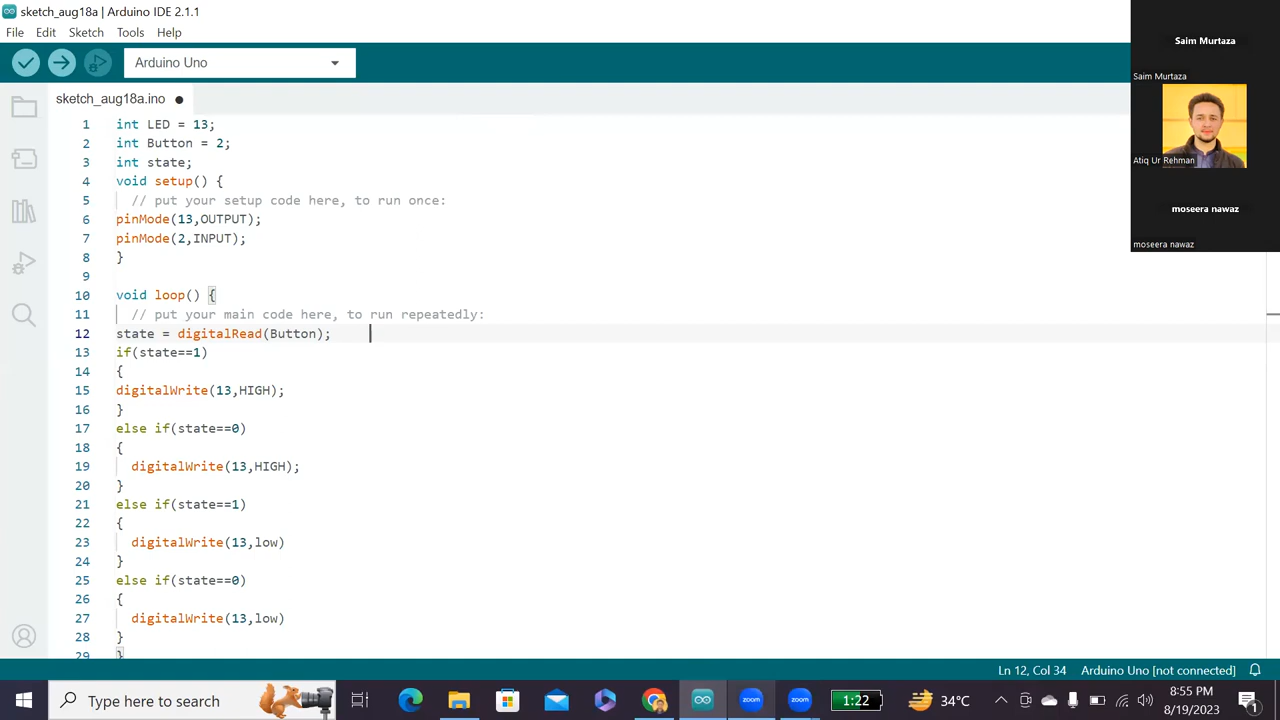 sketch_aug18a | Arduino IDE 2.1.1
File Edit Sketch Tools Help
Arduino Uno
sketch_aug18a.ino
1 int LED = 13;
2 int Button = 2;
3 int state;
4 void setup() {
5 // put your setup code here, to run once:
6 pinMode(13,OUTPUT);
7 pinMode(2,INPUT);
8 }
9
10 void loop() {
11 // put your main code here, to run repeatedly:
12 state = digitalRead(Button);
13 if(state==1)
14 {
15 digitalWrite(13,HIGH);
16 }
17 else if(state==0)
18 {
19 digitalWrite(13,HIGH);
20 }
21 else if(state==1)
22 {
23 digitalWrite(13,low)
24 }
25 else if(state==0)
26 {
27 digitalWrite(13,low)
28 }
29 }
Saim Murtaza
Saim Murtaza
Atiq Ur Rehman
moseera nawaz
moseera nawaz
Ln 12, Col 34 Arduino Uno [not connected]
Type here to search
zoom
zoom
1:22
34°C
8:55 PM
8/19/2023
1